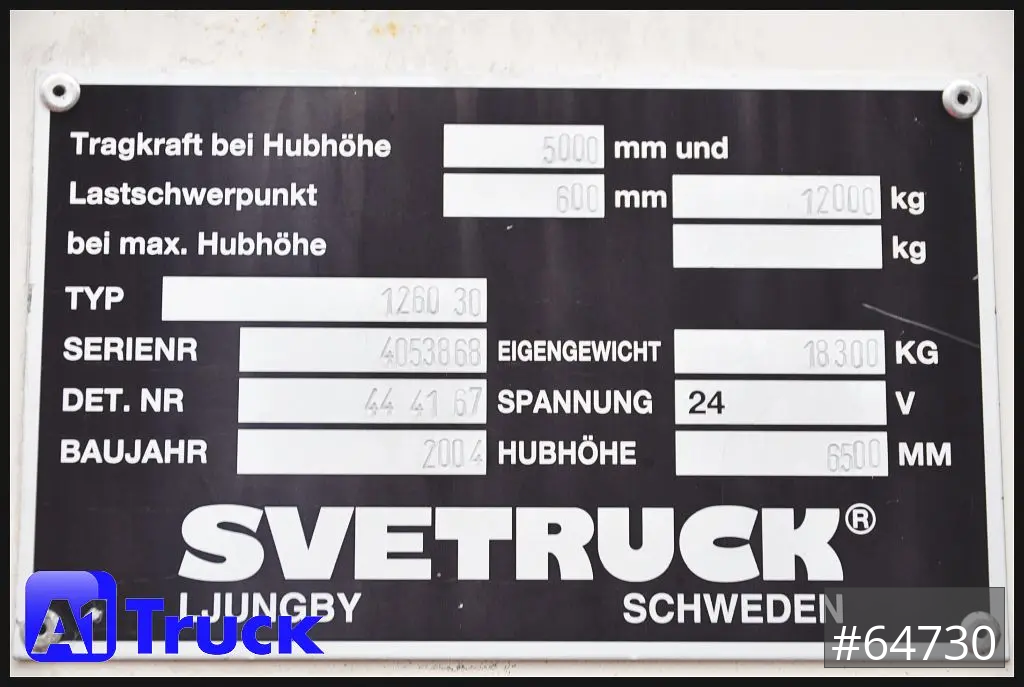 Tragkraft bei Hubhöhe 5000 mm und
Lastschwerpunkt 600 mm 12000 kg
bei max. Hubhöhe kg
TYP 1260 30
SERIENR 4053868 EIGENGEWICHT 18300 KG
DET. NR 44 41 67 SPANNUNG 24 V
BAUJAHR 2004 HUBHÖHE 6500 MM
SVETRUCK®
LJUNGBY SCHWEDEN
A1 Truck
#64730